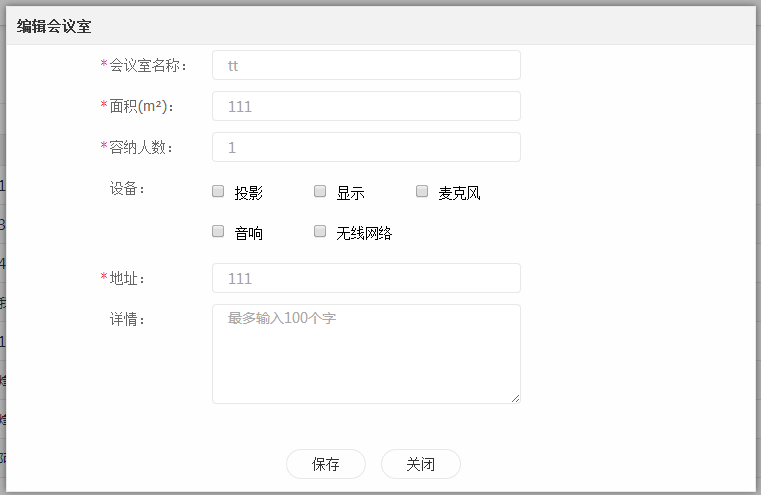 编辑会议室
*会议室名称： tt
*面积(m²)： 111
*容纳人数： 1
设备： 投影 显示 麦克风
音响 无线网络
*地址： 111
详情： 最多输入100个字
保存 关闭